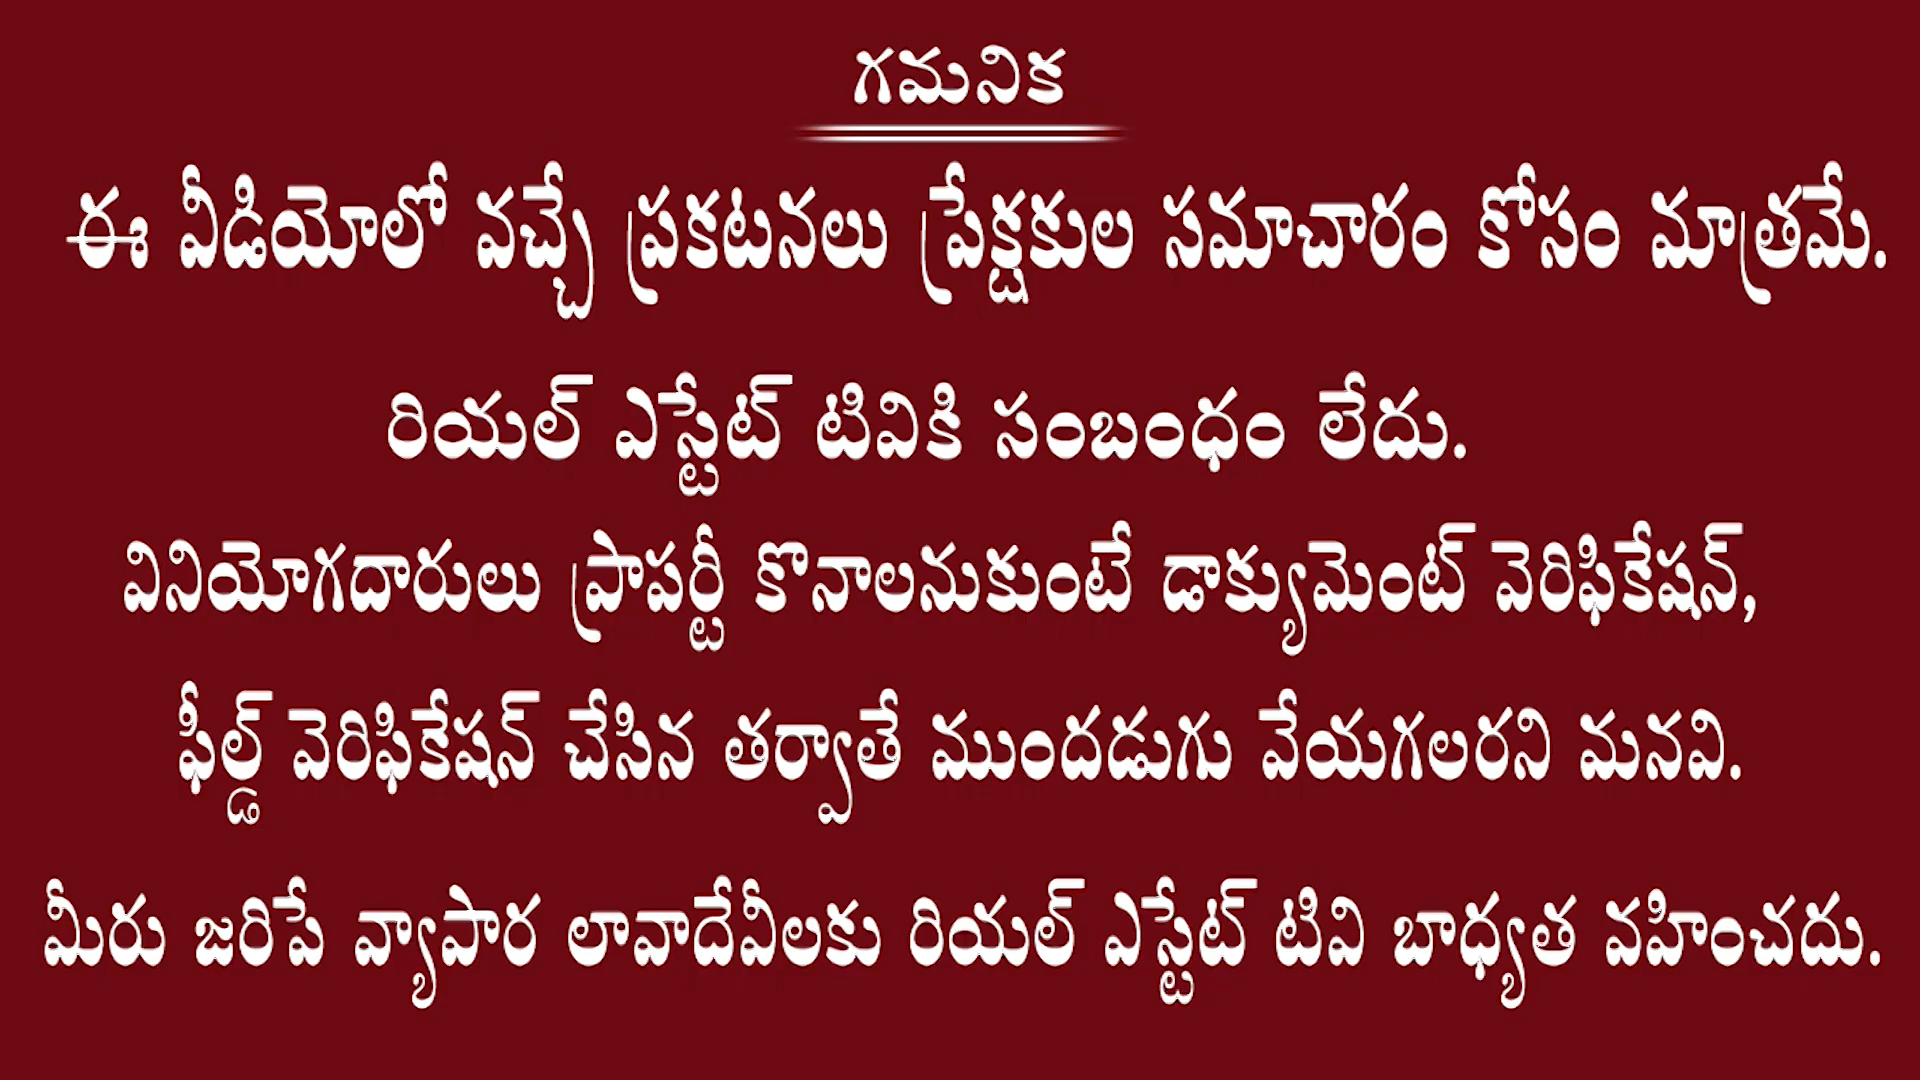 గమనిక
ఈ వీడియోలో వచ్చే ప్రకటనలు ప్రేక్షకుల సమాచారం కోసం మాత్రమే.
రియల్ ఎస్టేట్ టివికి సంబంధం లేదు.
వినియోగదారులు ప్రాపర్టీ కొనాలనుకుంటే డాక్యుమెంట్ వెరిఫికేషన్,
ఫీల్డ్ వెరిఫికేషన్ చేసిన తర్వాతే ముందడుగు వేయగలరని మనవి.
మీరు జరిపే వ్యాపార లావాదేవీలకు రియల్ ఎస్టేట్ టివి బాధ్యత వహించదు.